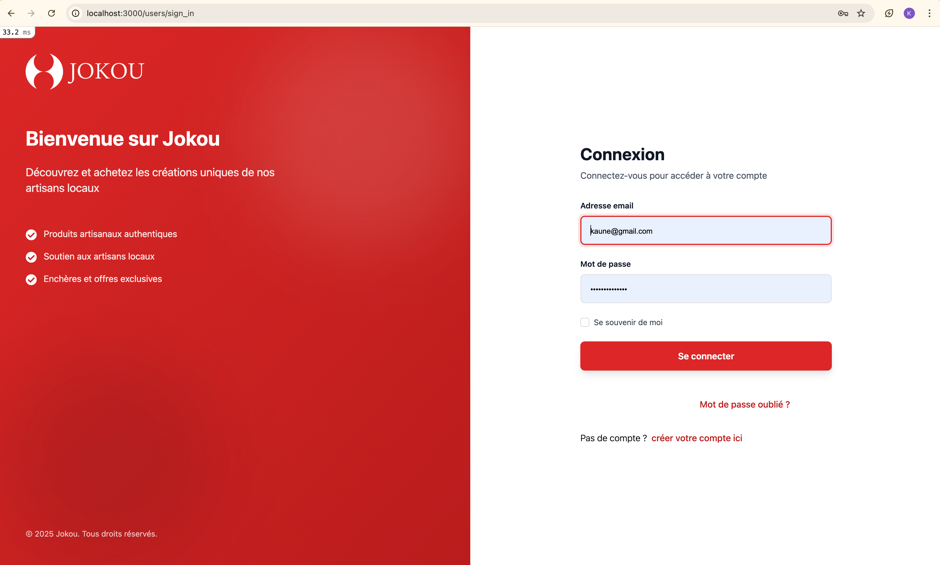 localhost:3000/users/sign_in
K
33.2 ms
JOKOU
Bienvenue sur Jokou
Découvrez et achetez les créations uniques de nos
artisans locaux
Produits artisanaux authentiques
Soutien aux artisans locaux
Enchères et offres exclusives
© 2025 Jokou. Tous droits réservés.
Connexion
Connectez-vous pour accéder à votre compte
Adresse email
kaune@gmail.com
Mot de passe
••••••••••••••
Se souvenir de moi
Se connecter
Mot de passe oublié ?
Pas de compte ? créer votre compte ici